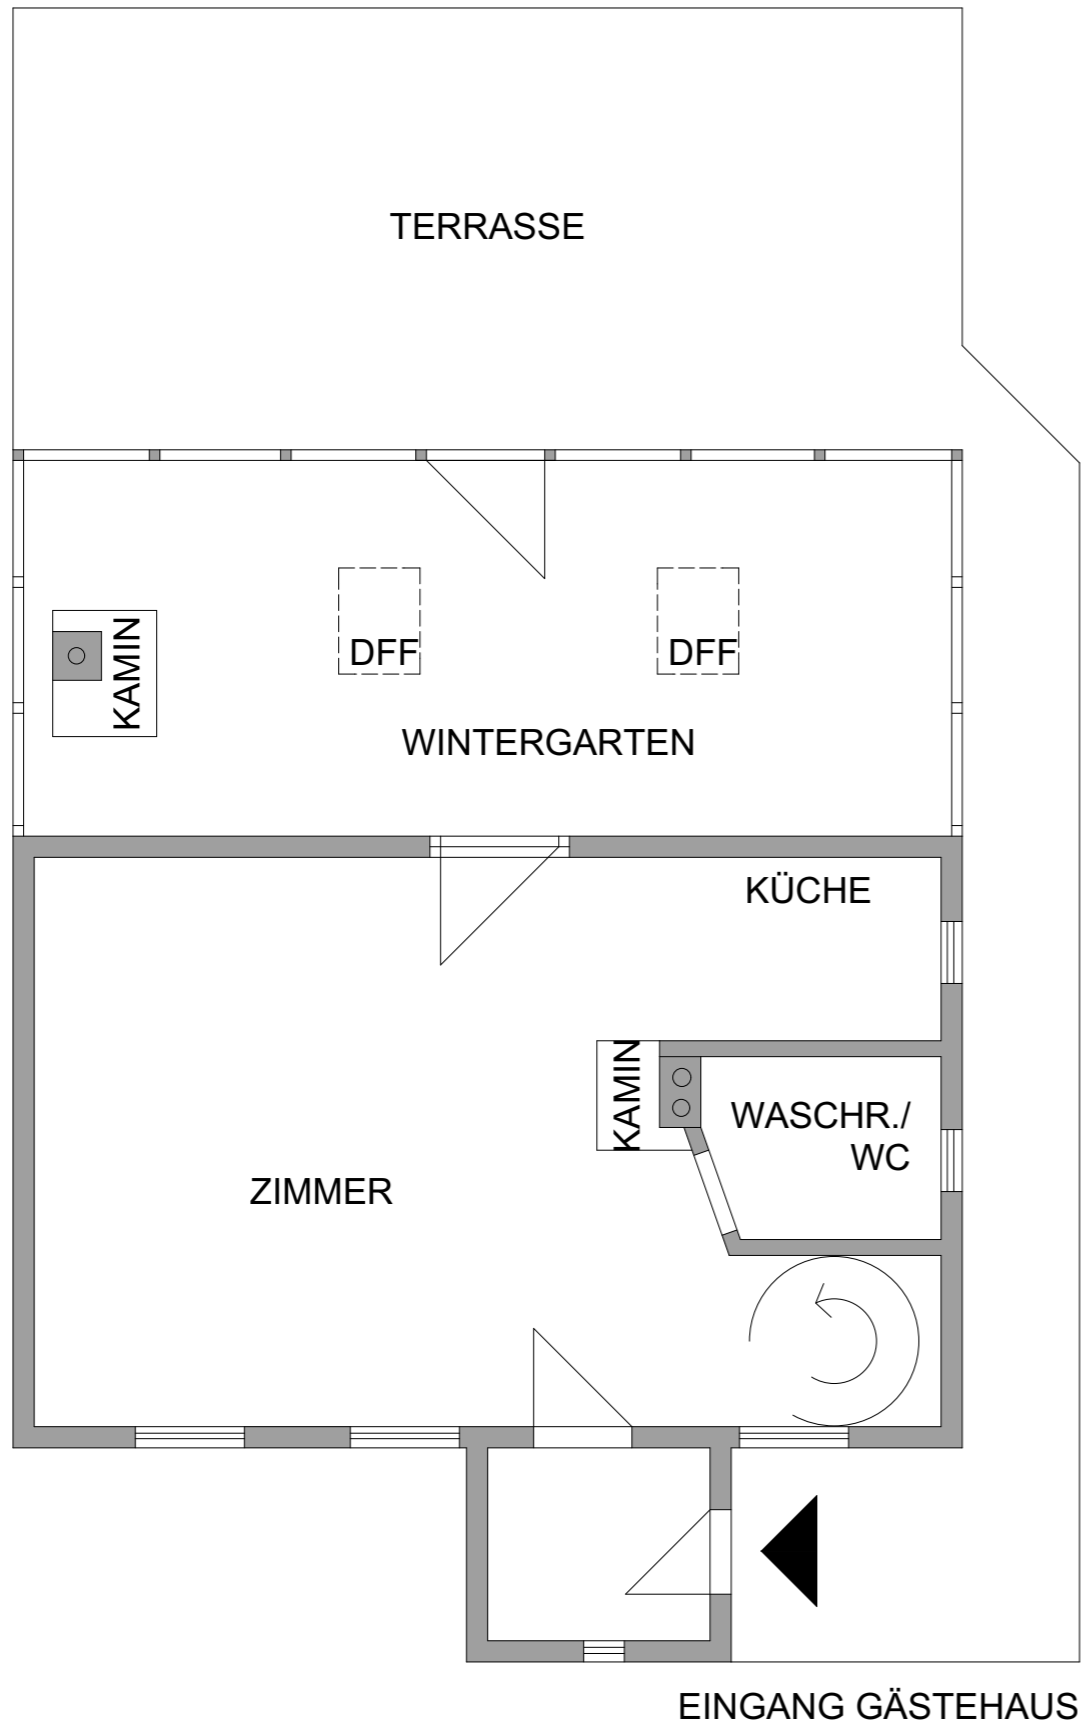 TERRASSE
DFF
DFF
KAMIN
WINTERGARTEN
KÜCHE
KAMIN
WASCHR./
WC
ZIMMER
EINGANG GÄSTEHAUS